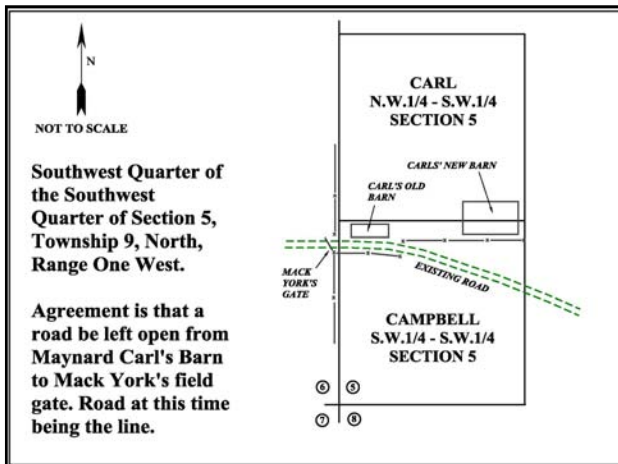 N
NOT TO SCALE
Southwest Quarter of
the Southwest
Quarter of Section 5,
Township 9, North,
Range One West.
Agreement is that a
road be left open from
Maynard Carl's Barn
to Mack York's field
gate. Road at this time
being the line.
CARL
N.W.1/4 - S.W.1/4
SECTION 5
CARLS' NEW BARN
CARL'S OLD
BARN
MACK
YORK'S
GATE
EXISTING ROAD
CAMPBELL
S.W.1/4 - S.W.1/4
SECTION 5
6 5
7 8